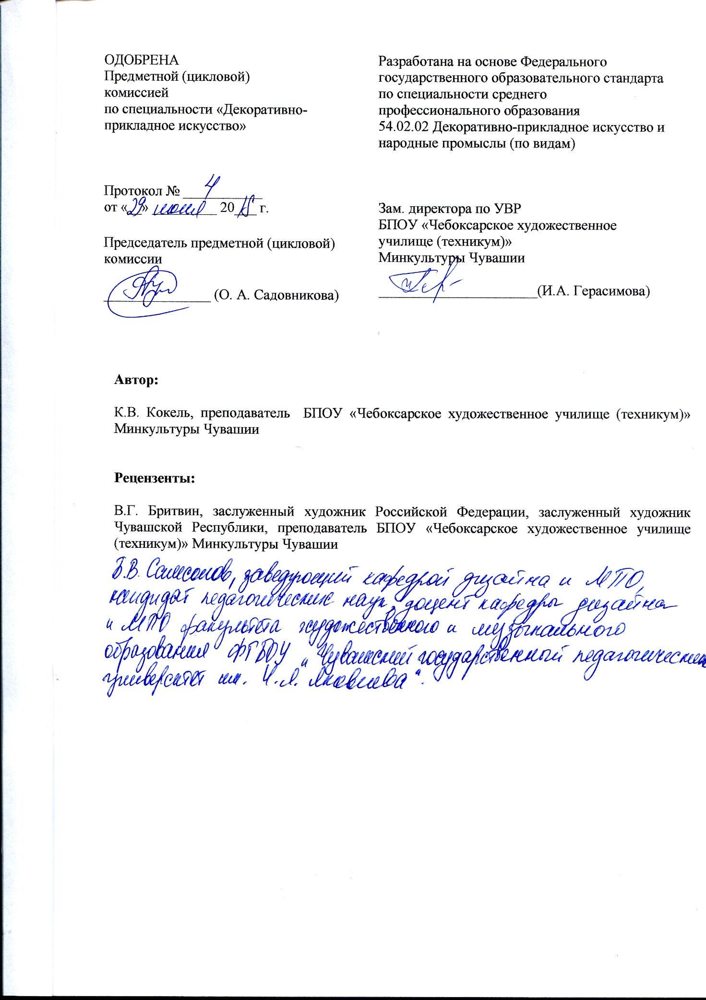 ОДОБРЕНА
Предметной (цикловой)
комиссией
по специальности «Декоративно-
прикладное искусство»
Протокол № 4
от «29» июня 20 15 г.
Председатель предметной (цикловой)
комиссии
(О. А. Садовникова)
Разработана на основе Федерального
государственного образовательного стандарта
по специальности среднего
профессионального образования
54.02.02 Декоративно-прикладное искусство и
народные промыслы (по видам)
Зам. директора по УВР
БПОУ «Чебоксарское художественное
училище (техникум)»
Минкультуры Чувашии
(И.А. Герасимова)
Автор:
К.В. Кокель, преподаватель БПОУ «Чебоксарское художественное училище (техникум)»
Минкультуры Чувашии
Рецензенты:
В.Г. Бритвин, заслуженный художник Российской Федерации, заслуженный художник
Чувашской Республики, преподаватель БПОУ «Чебоксарское художественное училище
(техникум)» Минкультуры Чувашии
Б.В. Самсонов, заведующий кафедрой дизайна и МПО,
кандидат педагогических наук, доцент кафедры дизайна
и МПО факультета художественного и музыкального
образования ФГБОУ „Чувашский государственный педагогический
университет им. И.Я. Яковлева“.